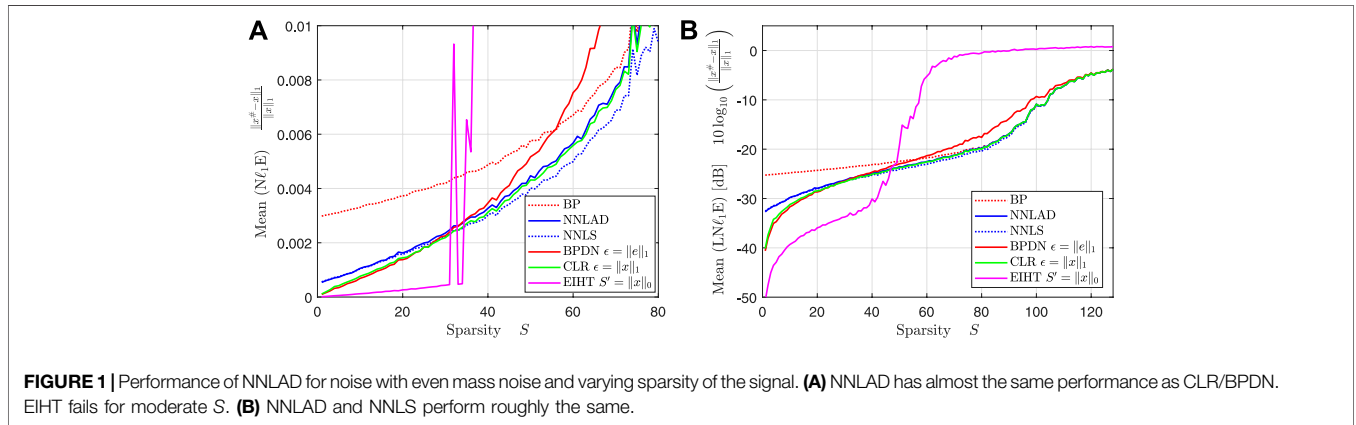 A
Mean (Nℓ₁E) ‖x^#−x‖₁/‖x‖₁
0.01
0.008
0.006
0.004
0.002
0
0 20 40 60 80
Sparsity S
BP
NNLAD
NNLS
BPDN ϵ = ‖e‖₁
CLR ϵ = ‖x‖₁
EIHT S′ = ‖x‖₀
B
Mean (LNℓ₁E) [dB] 10 log₁₀ (‖x^#−x‖₁/‖x‖₁)
0
-10
-20
-30
-40
-50
0 20 40 60 80 100 120
Sparsity S
BP
NNLAD
NNLS
BPDN ϵ = ‖e‖₁
CLR ϵ = ‖x‖₁
EIHT S′ = ‖x‖₀
FIGURE 1 | Performance of NNLAD for noise with even mass noise and varying sparsity of the signal. (A) NNLAD has almost the same performance as CLR/BPDN.
EIHT fails for moderate S. (B) NNLAD and NNLS perform roughly the same.